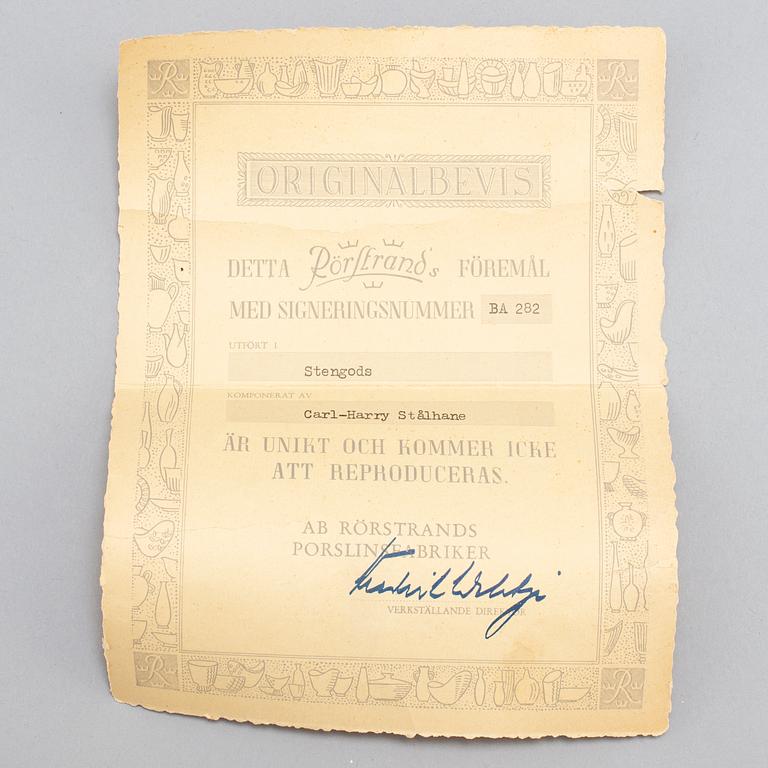 R R
ORIGINALBEVIS
DETTA Rörstrand's FÖREMÅL
MED SIGNERINGSNUMMER BA 282
UTFÖRT I
Stengods
KOMPONERAT AV
Carl-Harry Stålhane
ÄR UNIKT OCH KOMMER ICKE
ATT REPRODUCERAS.
AB RÖRSTRANDS
PORSLINSFABRIKER
VERKSTÄLLANDE DIREKTÖR
R R